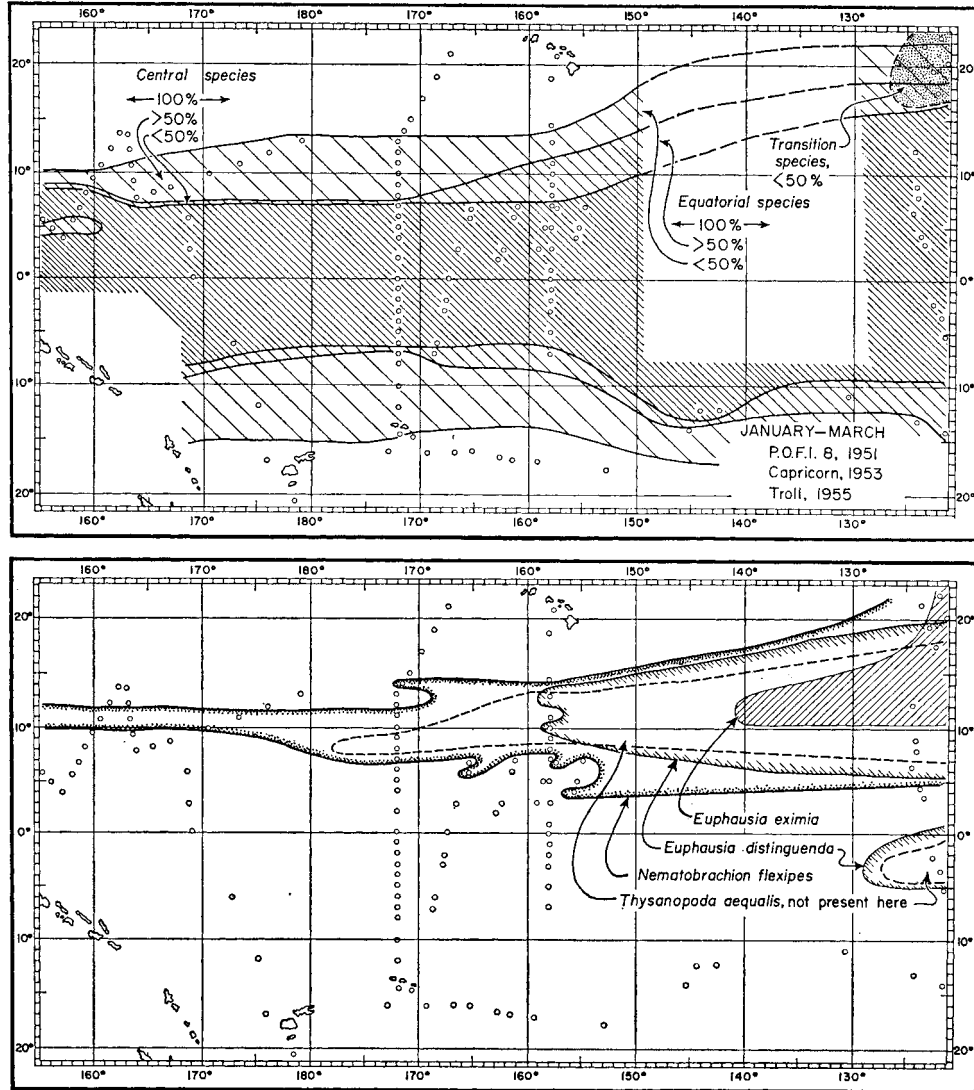 160° 170° 180° 170° 160° 150° 140° 130°
20° 20°
Central species
100%
>50%
<50%
Transition
species,
<50%
10° 10°
Equatorial species
100%
>50%
<50%
0° 0°
10° 10°
JANUARY—MARCH
P.O.F.I. 8, 1951
Capricorn, 1953
Troll, 1955
20° 20°
160° 170° 180° 170° 160° 150° 140° 130°
160° 170° 180° 170° 160° 150° 140° 130°
20° 20°
10° 10°
Euphausia eximia
0° 0°
Euphausia distinguenda
Nematobrachion flexipes
Thysanopoda aequalis, not present here
10° 10°
20° 20°
160° 170° 180° 170° 160° 150° 140° 130°